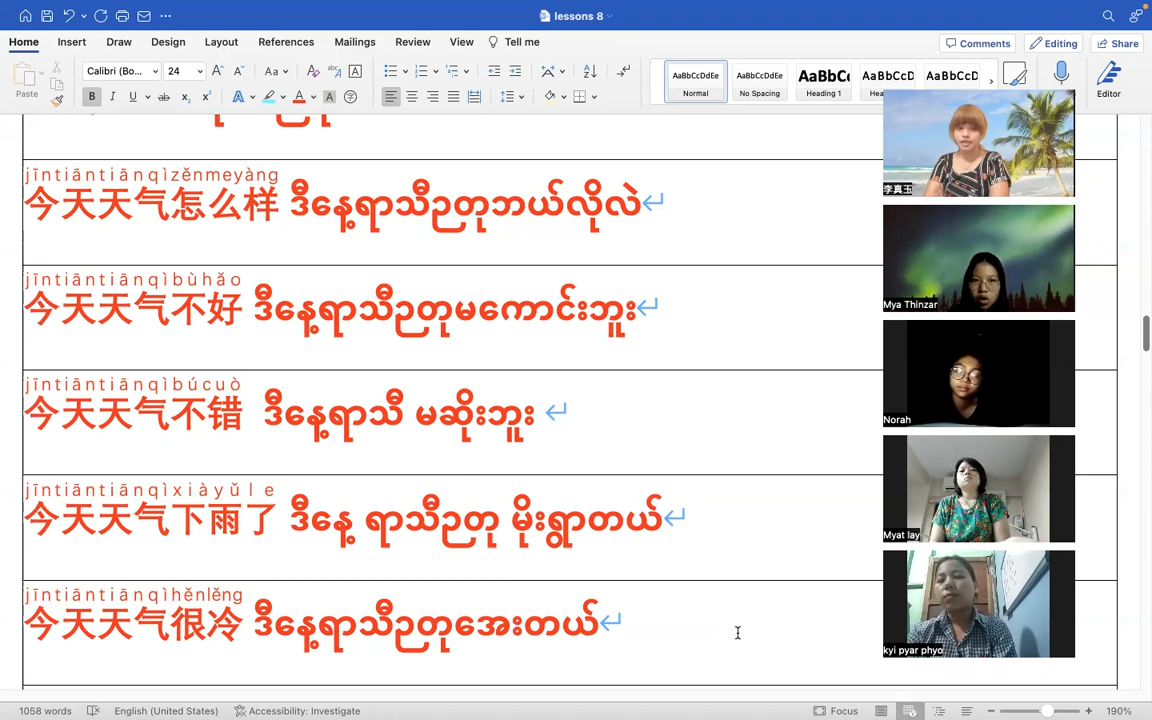 lessons 8
Home Insert Draw Design Layout References Mailings Review View Tell me
Comments Editing Share
Paste
Calibri (Bo... 24
AaBbCcDdEe Normal
AaBbCcDdEe No Spacing
AaBbCc Heading 1
AaBbCcD
AaBbCcD
Editor
jīntiāntiānqìzěnmeyàng
今天天气怎么样 ဒီနေ့ရာသီဥတုဘယ်လိုလဲ
jīntiāntiānqìbùhǎo
今天天气不好 ဒီနေ့ရာသီဥတုမကောင်းဘူး
jīntiāntiānqìbúcuò
今天天气不错 ဒီနေ့ရာသီ မဆိုးဘူး
jīntiāntiānqìxiàyǔle
今天天气下雨了 ဒီနေ့ ရာသီဥတု မိုးရွာတယ်
jīntiāntiānqìhěnlěng
今天天气很冷 ဒီနေ့ရာသီဥတုအေးတယ်
李真玉
Mya Thinzar
Norah
Myat lay
kyi pyar phyo
1058 words English (United States) Accessibility: Investigate Focus 190%